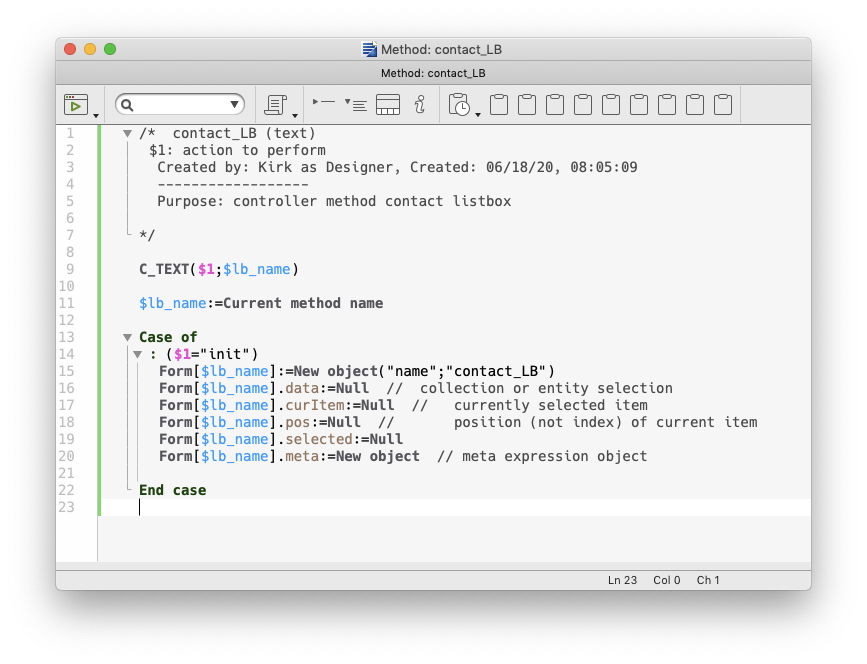 Method: contact_LB
Method: contact_LB
1 /*  contact_LB (text)
2 $1: action to perform
3 Created by: Kirk as Designer, Created: 06/18/20, 08:05:09
4 ------------------
5 Purpose: controller method contact listbox
6
7 */
8
9 C_TEXT($1;$lb_name)
10
11 $lb_name:=Current method name
12
13 Case of
14 : ($1="init")
15 Form[$lb_name]:=New object("name";"contact_LB")
16 Form[$lb_name].data:=Null  //  collection or entity selection
17 Form[$lb_name].curItem:=Null  //   currently selected item
18 Form[$lb_name].pos:=Null  //       position (not index) of current item
19 Form[$lb_name].selected:=Null
20 Form[$lb_name].meta:=New object  // meta expression object
21
22 End case
23
Ln 23 Col 0 Ch 1